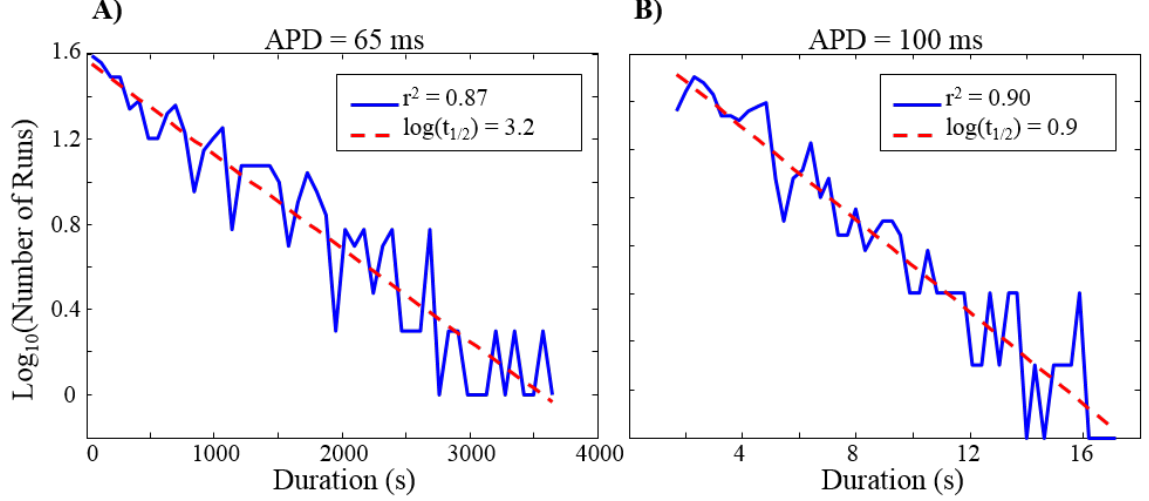 A)
APD = 65 ms
1.6
1.2
0.8
0.4
0
Log₁₀(Number of Runs)
r² = 0.87
log(t₁/₂) = 3.2
0
1000
2000
3000
4000
Duration (s)
B)
APD = 100 ms
r² = 0.90
log(t₁/₂) = 0.9
4
8
12
16
Duration (s)